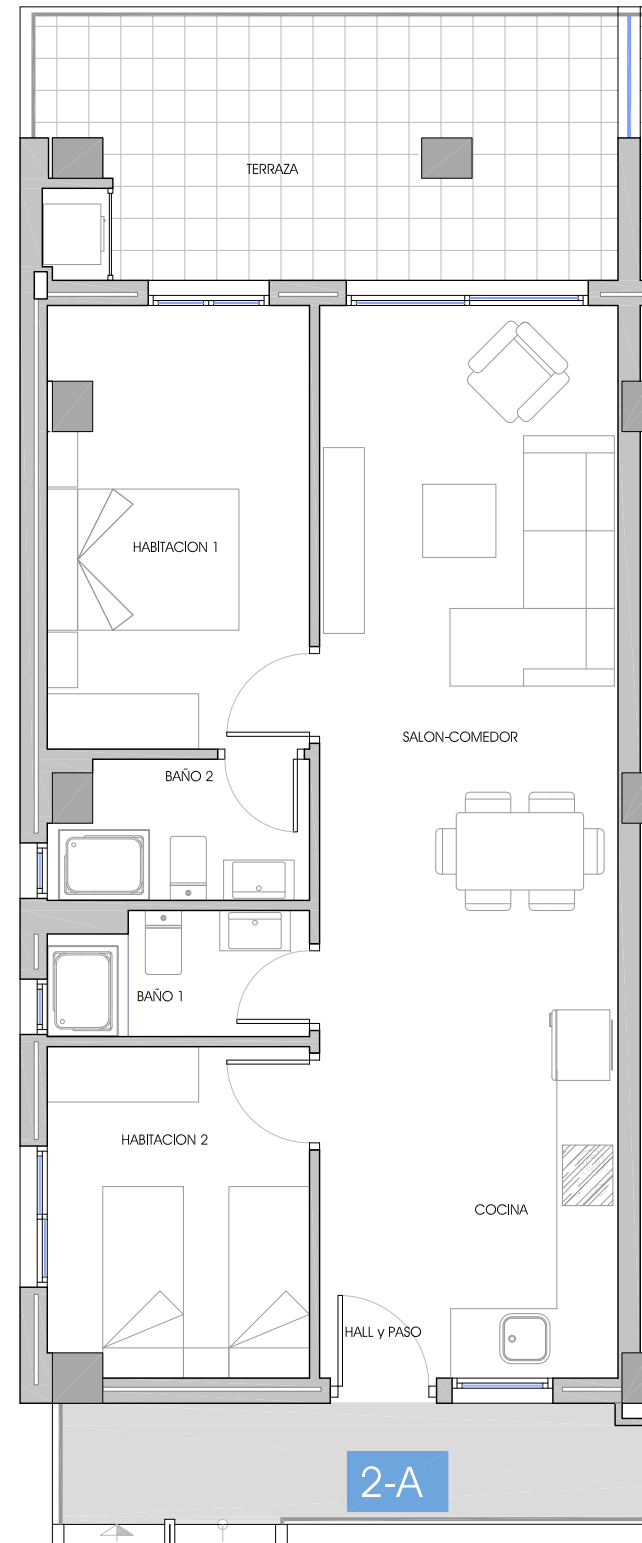 TERRAZA
HABITACION 1
SALON-COMEDOR
BAÑO 2
BAÑO 1
HABITACION 2
COCINA
HALL y PASO
2-A